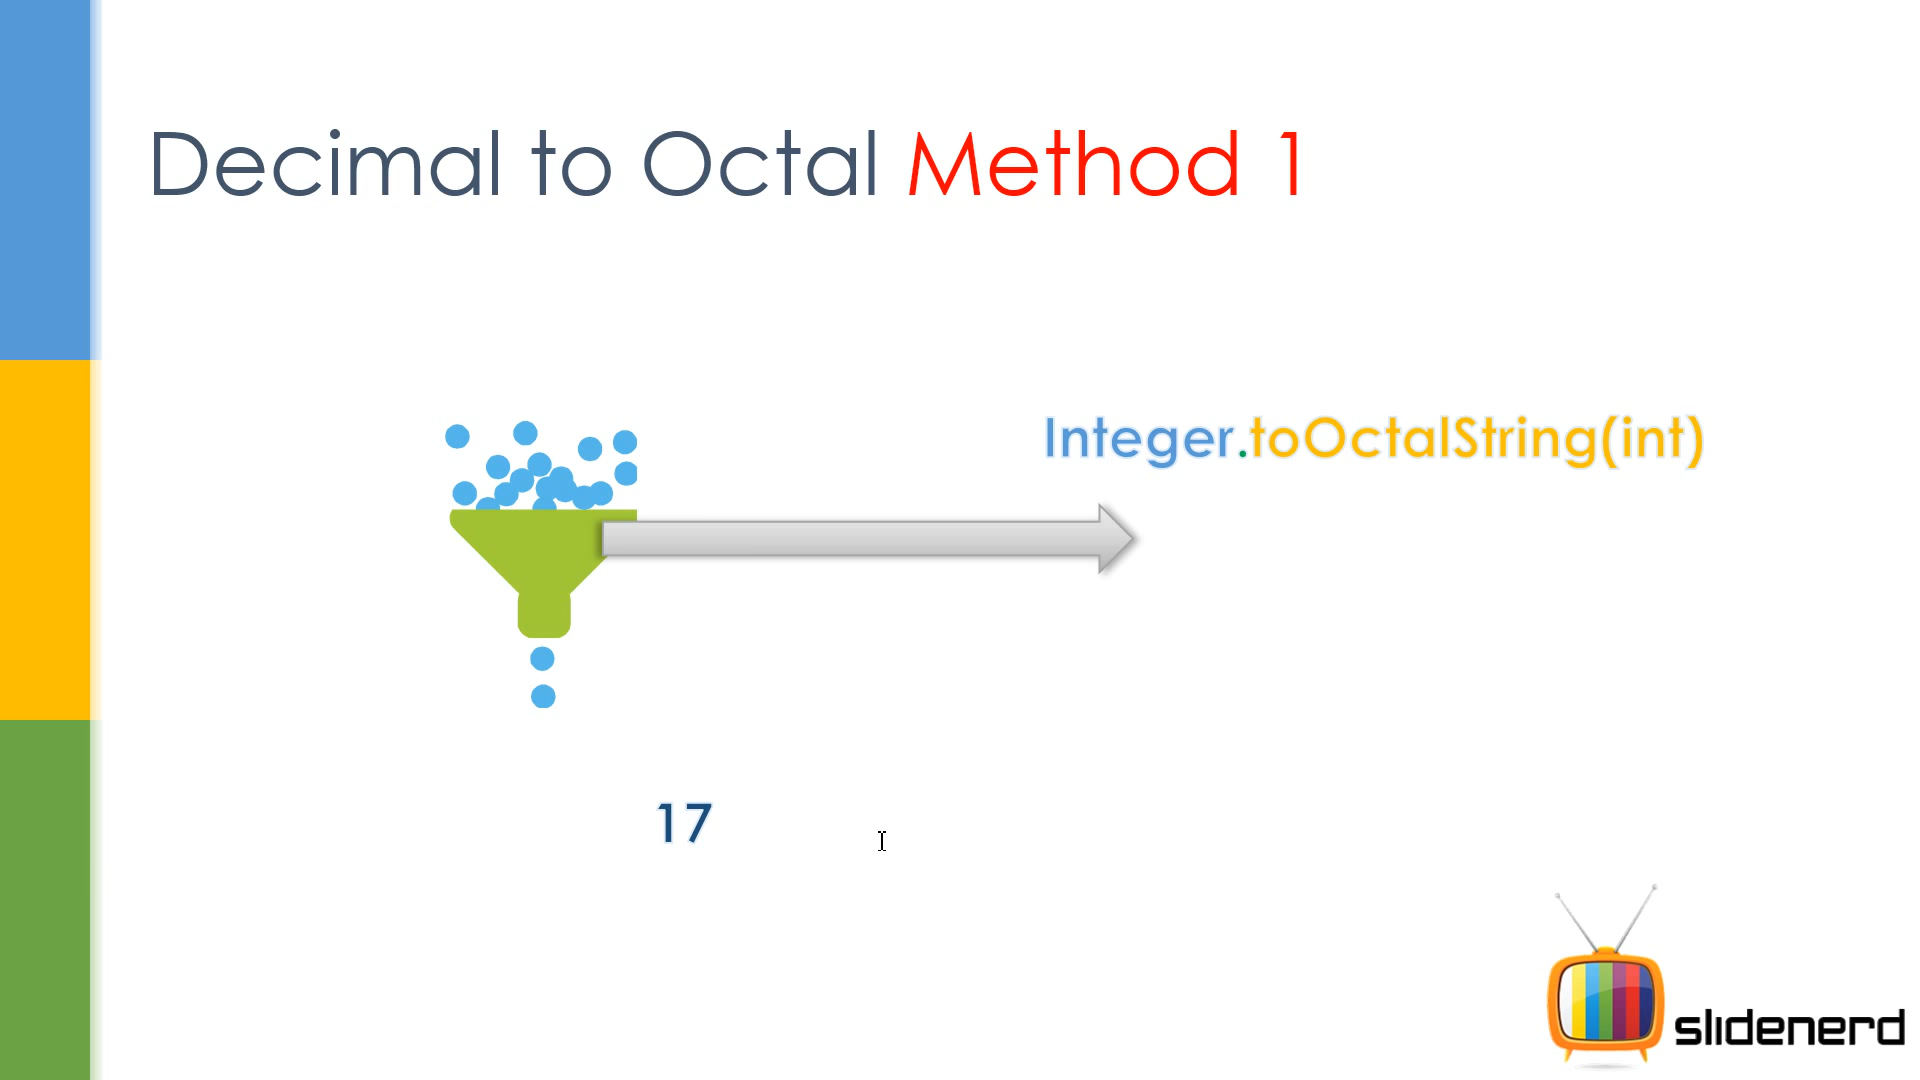 Decimal to Octal Method 1
Integer.toOctalString(int)
17
slidenerd